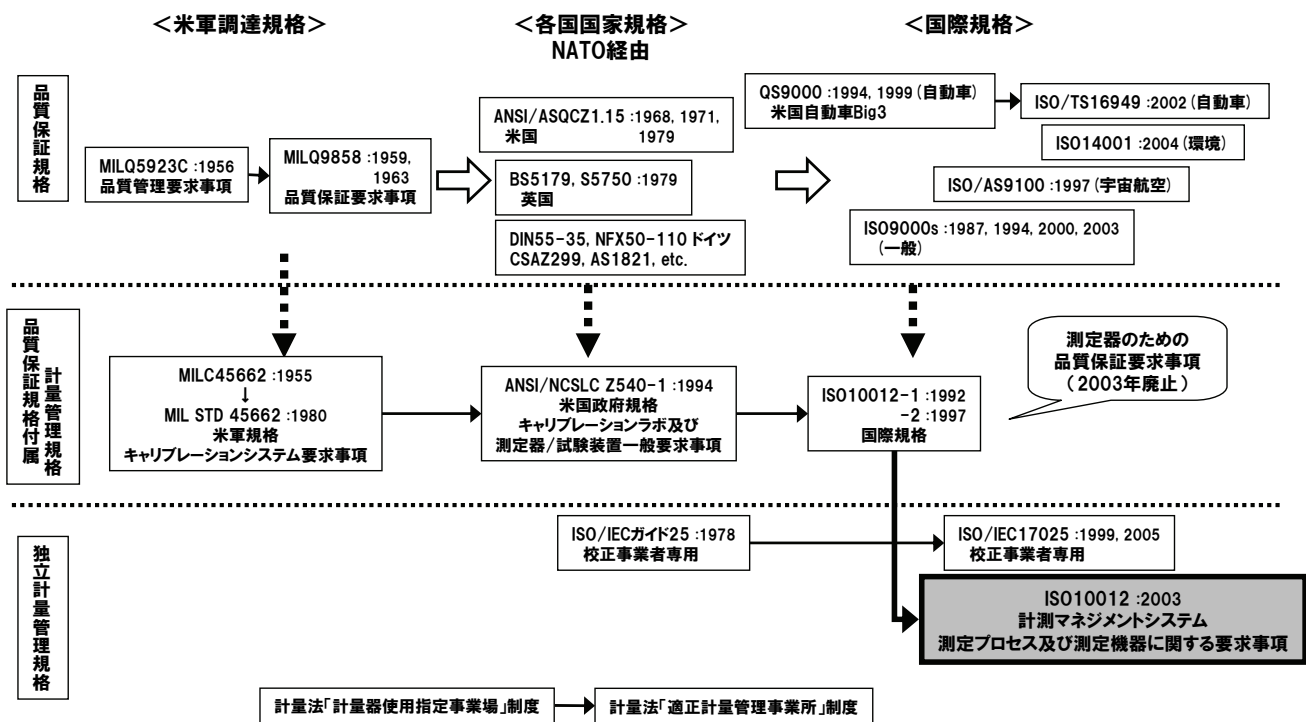 ＜米軍調達規格＞
＜各国国家規格＞
NATO経由
＜国際規格＞
品質保証規格
MILQ5923C :1956
品質管理要求事項
MILQ9858 :1959,
1963
品質保証要求事項
ANSI/ASQCZ1.15 :1968, 1971,
米国 1979
BS5179, S5750 :1979
英国
DIN55-35, NFX50-110 ドイツ
CSAZ299, AS1821, etc.
QS9000 :1994, 1999 (自動車)
米国自動車Big3
ISO/TS16949 :2002 (自動車)
ISO14001 :2004 (環境)
ISO/AS9100 :1997 (宇宙航空)
ISO9000s :1987, 1994, 2000, 2003
(一般)
品質保証規格付属
計量管理規格
MILC45662 :1955
↓
MIL STD 45662 :1980
米軍規格
キャリブレーションシステム要求事項
ANSI/NCSLC Z540-1 :1994
米国政府規格
キャリブレーションラボ及び
測定器/試験装置一般要求事項
ISO10012-1 :1992
-2 :1997
国際規格
測定器のための
品質保証要求事項
（2003年廃止）
独立計量管理規格
ISO/IECガイド25 :1978
校正事業者専用
ISO/IEC17025 :1999, 2005
校正事業者専用
ISO10012 :2003
計測マネジメントシステム
測定プロセス及び測定機器に関する要求事項
計量法「計量器使用指定事業場」制度
計量法「適正計量管理事業所」制度